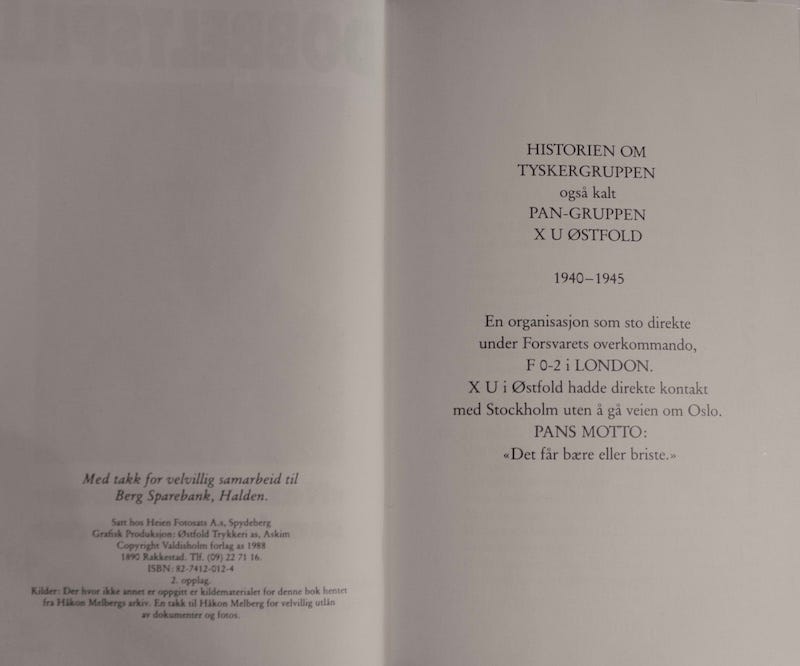 Med takk for velvillig samarbeid til
Berg Sparebank, Halden.
Satt hos Heien Fotosats A.s, Spydeberg
Grafisk Produksjon: Østfold Trykkeri as, Askim
Copyright Valdisholm forlag as 1988
1890 Rakkestad. Tlf. (09) 22 71 16.
ISBN: 82-7412-012-4
2. opplag.
Kilder: Der hvor ikke annet er oppgitt er kildematerialet for denne bok hentet
fra Håkon Melbergs arkiv. En takk til Håkon Melberg for velvillig utlån
av dokumenter og fotos.
HISTORIEN OM
TYSKERGRUPPEN
også kalt
PAN-GRUPPEN
X U ØSTFOLD
1940–1945
En organisasjon som sto direkte
under Forsvarets overkommando,
F 0-2 i LONDON.
X U i Østfold hadde direkte kontakt
med Stockholm uten å gå veien om Oslo.
PANS MOTTO:
«Det får bære eller briste.»